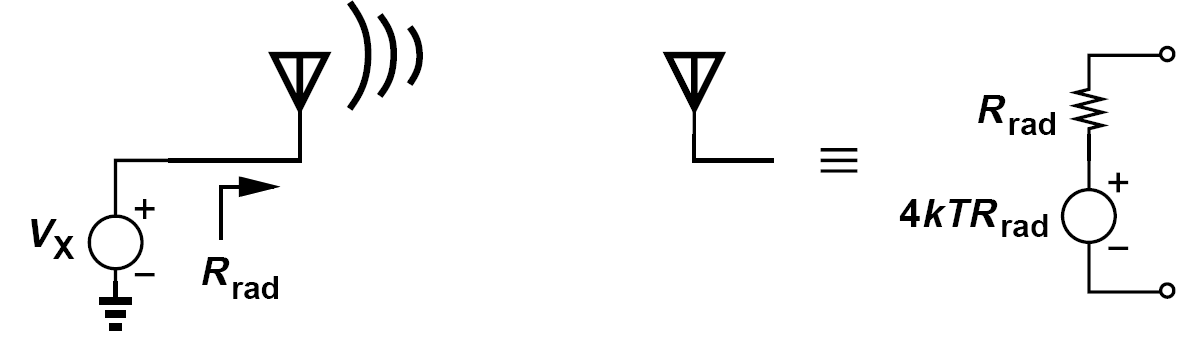 V_X
+
−
R_rad
≡
R_rad
4kTR_rad
+
−